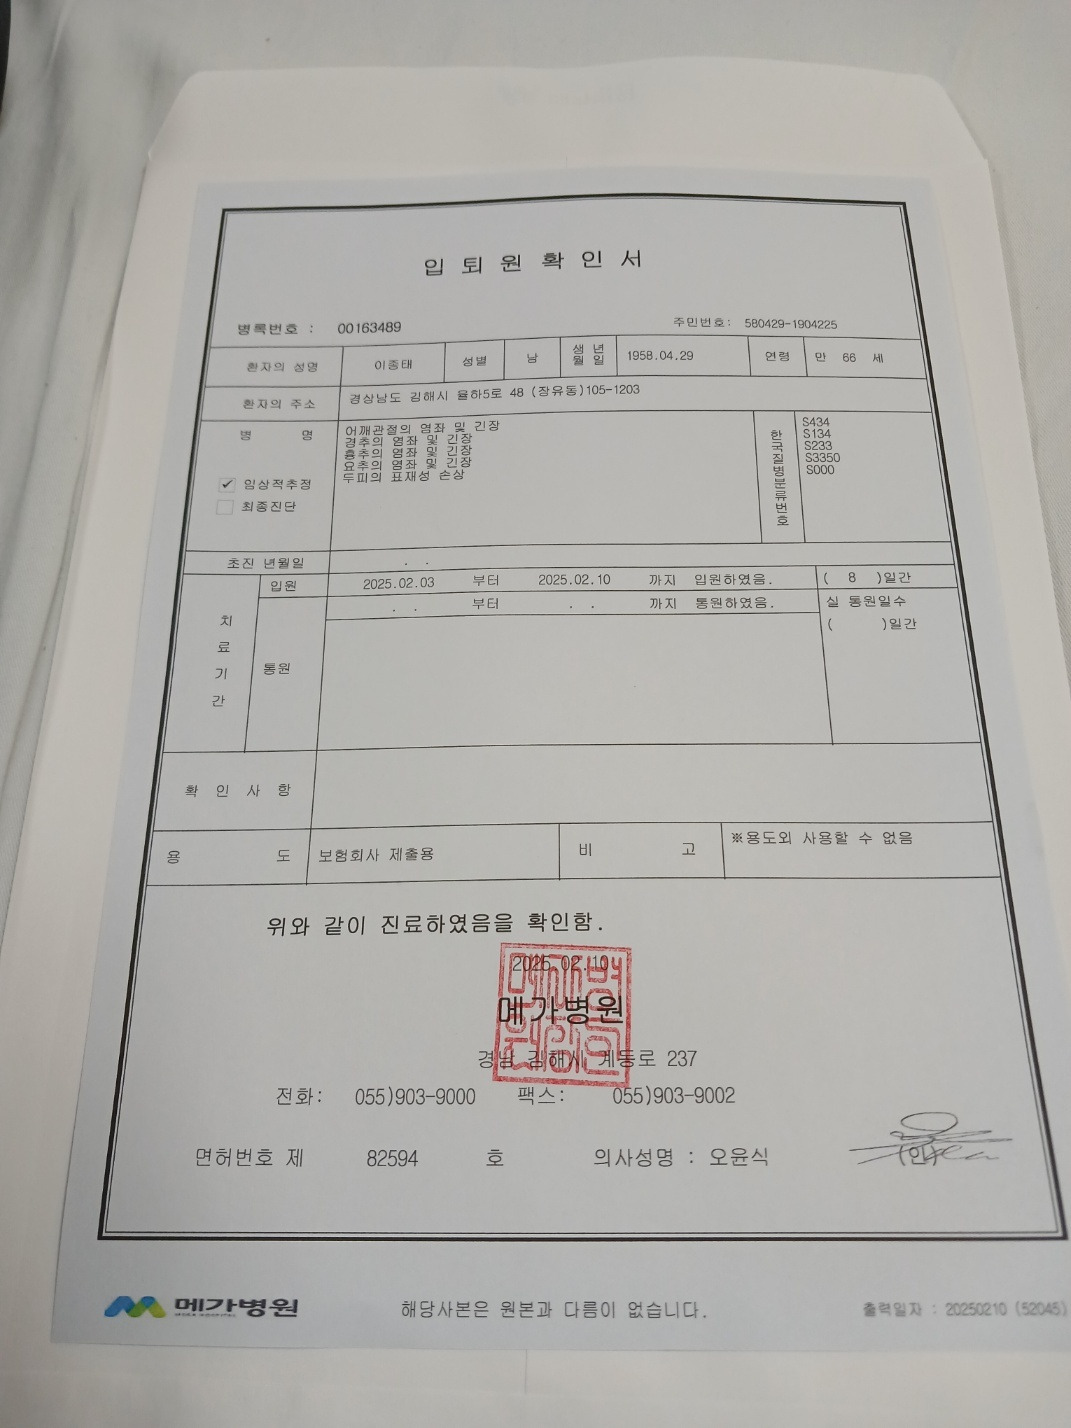 입 퇴 원 확 인 서
병록번호 : 00163489
주민번호: 580429-1904225
환자의 성명 이종태 성별 남 생년월일 1958.04.29 연령 만 66 세
환자의 주소 경상남도 김해시 율하5로 48 (장유동)105-1203
병 명
어깨관절의 염좌 및 긴장
경추의 염좌 및 긴장
흉추의 염좌 및 긴장
요추의 염좌 및 긴장
두피의 표재성 손상
임상적추정
최종진단
한국질병분류번호
S434
S134
S233
S3350
S000
초진 년월일 . .
치료기간
입원 2025.02.03 부터 2025.02.10 까지 입원하였음. ( 8 )일간
통원 . . 부터 . . 까지 통원하였음. 실 통원일수
( )일간
확 인 사 항
용 도 보험회사 제출용 비 고 ※용도외 사용할 수 없음
위와 같이 진료하였음을 확인함.
2025.02.10
메가병원
경남 김해시 계동로 237
전화: 055)903-9000 팩스: 055)903-9002
면허번호 제 82594 호 의사성명 : 오윤식 (인)
메가병원
해당사본은 원본과 다름이 없습니다.
출력일자 : 20250210 (52045)